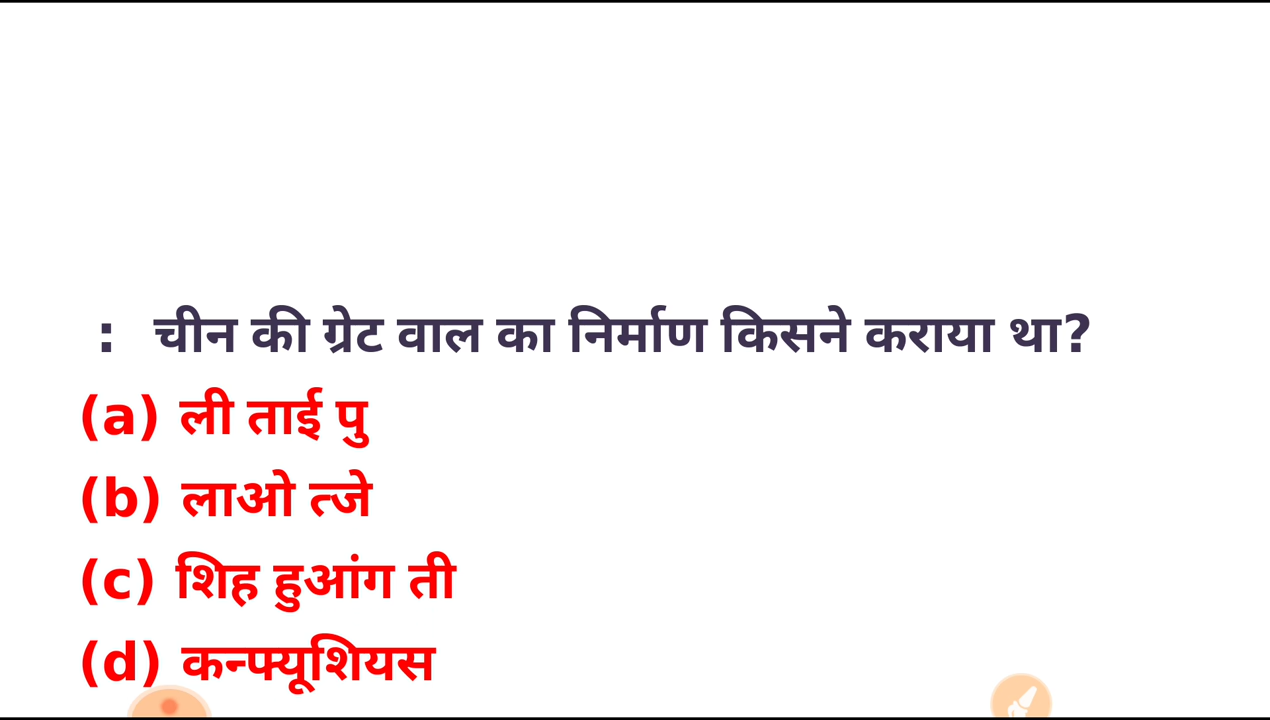 : चीन की ग्रेट वाल का निर्माण किसने कराया था?
(a) ली ताई पु
(b) लाओ त्जे
(c) शिह हुआंग ती
(d) कन्फ्यूशियस